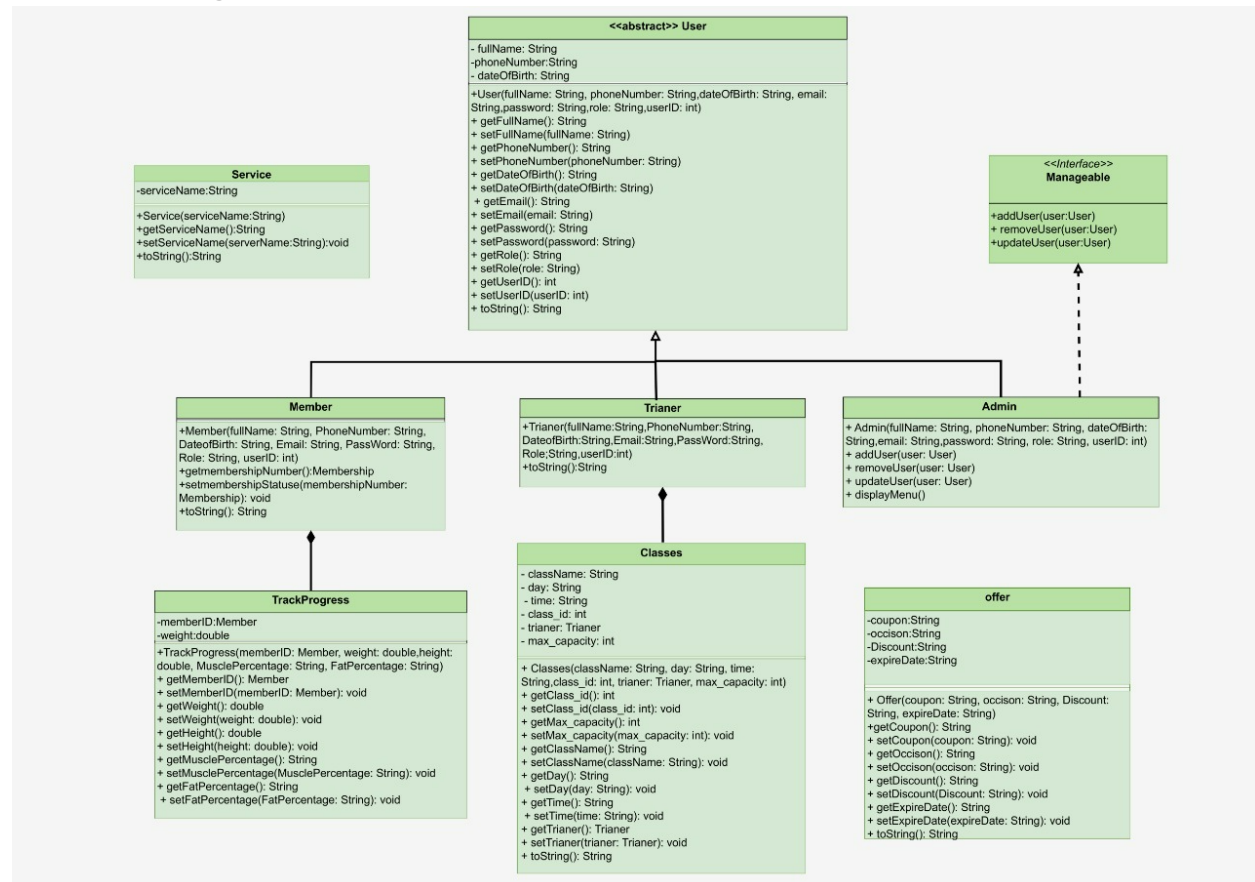 <<abstract>> User
- fullName: String
-phoneNumber:String
- dateOfBirth: String
+User(fullName: String, phoneNumber: String,dateOfBirth: String, email:
String,password: String,role: String,userID: int)
+ getFullName(): String
+ setFullName(fullName: String)
+ getPhoneNumber(): String
+ setPhoneNumber(phoneNumber: String)
+ getDateOfBirth(): String
+ setDateOfBirth(dateOfBirth: String)
+ getEmail(): String
+ setEmail(email: String)
+ getPassword(): String
+ setPassword(password: String)
+ getRole(): String
+ setRole(role: String)
+ getUserID(): int
+ setUserID(userID: int)
+ toString(): String
Service
-serviceName:String
+Service(serviceName:String)
+getServiceName():String
+setServiceName(serverName:String):void
+toString():String
<<Interface>>
Manageable
+addUser(user:User)
+ removeUser(user:User)
+updateUser(user:User)
Member
+Member(fullName: String, PhoneNumber: String,
DateofBirth: String, Email: String, PassWord: String,
Role: String, userID: int)
+getmembershipNumber():Membership
+setmembershipStatuse(membershipNumber:
Membership): void
+toString(): String
Trianer
+Trianer(fullName:String,PhoneNumber:String,
DateofBirth:String,Email:String,PassWord:String,
Role;String,userID:int)
+toString():String
Admin
+ Admin(fullName: String, phoneNumber: String, dateOfBirth:
String,email: String,password: String, role: String, userID: int)
+ addUser(user: User)
+ removeUser(user: User)
+ updateUser(user: User)
+ displayMenu()
TrackProgress
-memberID:Member
-weight:double
+TrackProgress(memberID: Member, weight: double,height:
double, MusclePercentage: String, FatPercentage: String)
+ getMemberID(): Member
+ setMemberID(memberID: Member): void
+ getWeight(): double
+ setWeight(weight: double): void
+ getHeight(): double
+ setHeight(height: double): void
+ getMusclePercentage(): String
+ setMusclePercentage(MusclePercentage: String): void
+ getFatPercentage(): String
+ setFatPercentage(FatPercentage: String): void
Classes
- className: String
- day: String
- time: String
- class_id: int
- trianer: Trianer
- max_capacity: int
+ Classes(className: String, day: String, time:
String,class_id: int, trianer: Trianer, max_capacity: int)
+ getClass_id(): int
+ setClass_id(class_id: int): void
+ getMax_capacity(): int
+ setMax_capacity(max_capacity: int): void
+ getClassName(): String
+ setClassName(className: String): void
+ getDay(): String
+ setDay(day: String): void
+ getTime(): String
+ setTime(time: String): void
+ getTrianer(): Trianer
+ setTrianer(trianer: Trianer): void
+ toString(): String
offer
-coupon:String
-occison:String
-Discount:String
-expireDate:String
+ Offer(coupon: String, occison: String, Discount:
String, expireDate: String)
+getCoupon(): String
+ setCoupon(coupon: String): void
+ getOccison(): String
+ setOccison(occison: String): void
+ getDiscount(): String
+ setDiscount(Discount: String): void
+ getExpireDate(): String
+ setExpireDate(expireDate: String): void
+ toString(): String